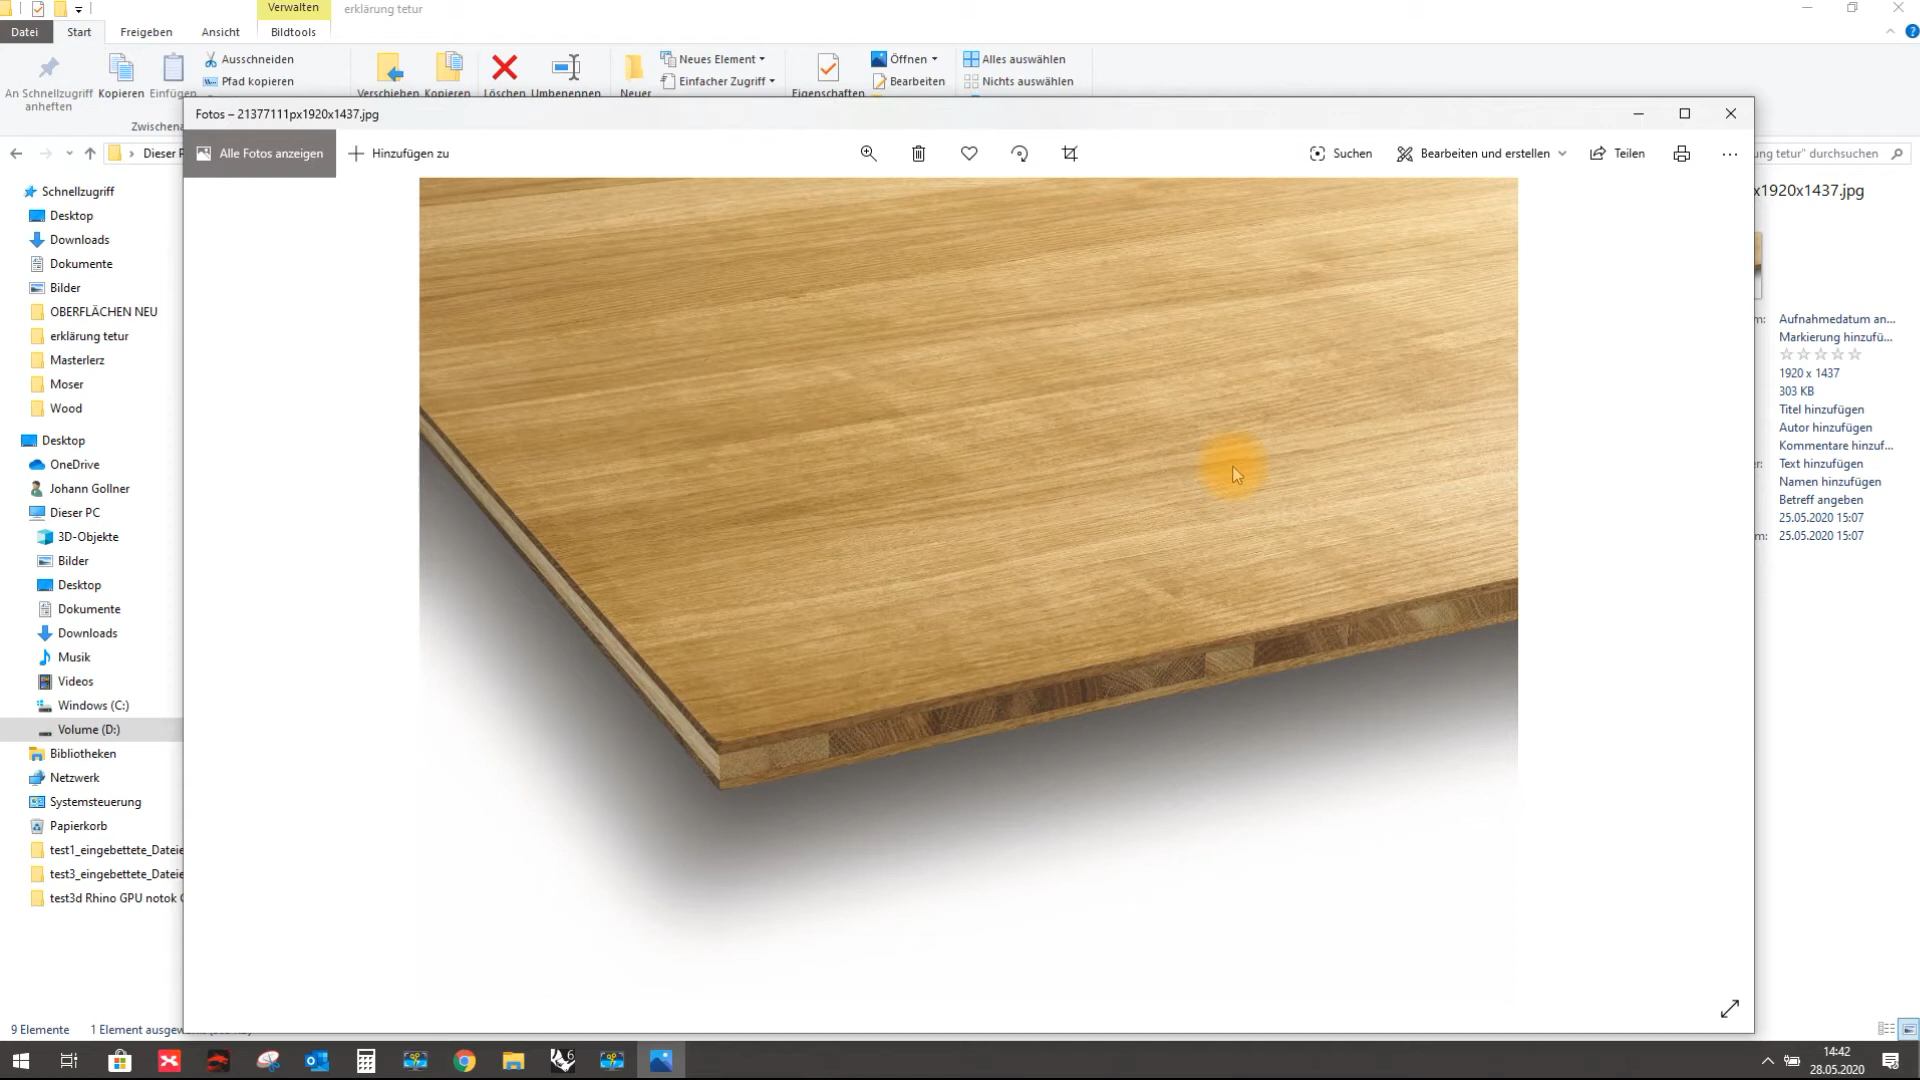 Verwalten
erklärung tetur
Datei
Start
Freigeben
Ansicht
Bildtools
An Schnellzugriff
anheften
Kopieren
Einfügen
Ausschneiden
Pfad kopieren
Verschieben
Kopieren
Löschen
Umbenennen
Neuer
Neues Element
Einfacher Zugriff
Eigenschaften
Öffnen
Bearbeiten
Alles auswählen
Nichts auswählen
Fotos – 21377111px1920x1437.jpg
Alle Fotos anzeigen
Hinzufügen zu
Suchen
Bearbeiten und erstellen
Teilen
Dieser P
ng tetur" durchsuchen
Schnellzugriff
Desktop
Downloads
Dokumente
Bilder
OBERFLÄCHEN NEU
erklärung tetur
Masterlerz
Moser
Wood
Desktop
OneDrive
Johann Gollner
Dieser PC
3D-Objekte
Bilder
Desktop
Dokumente
Downloads
Musik
Videos
Windows (C:)
Volume (D:)
Bibliotheken
Netzwerk
Systemsteuerung
Papierkorb
test1_eingebettete_Dateie
test3_eingebettete_Dateie
test3d Rhino GPU notok
x1920x1437.jpg
Aufnahmedatum an...
Markierung hinzufü...
1920 x 1437
303 KB
Titel hinzufügen
Autor hinzufügen
Kommentare hinzuf...
Text hinzufügen
Namen hinzufügen
Betreff angeben
25.05.2020 15:07
25.05.2020 15:07
9 Elemente
1 Element
14:42
28.05.2020